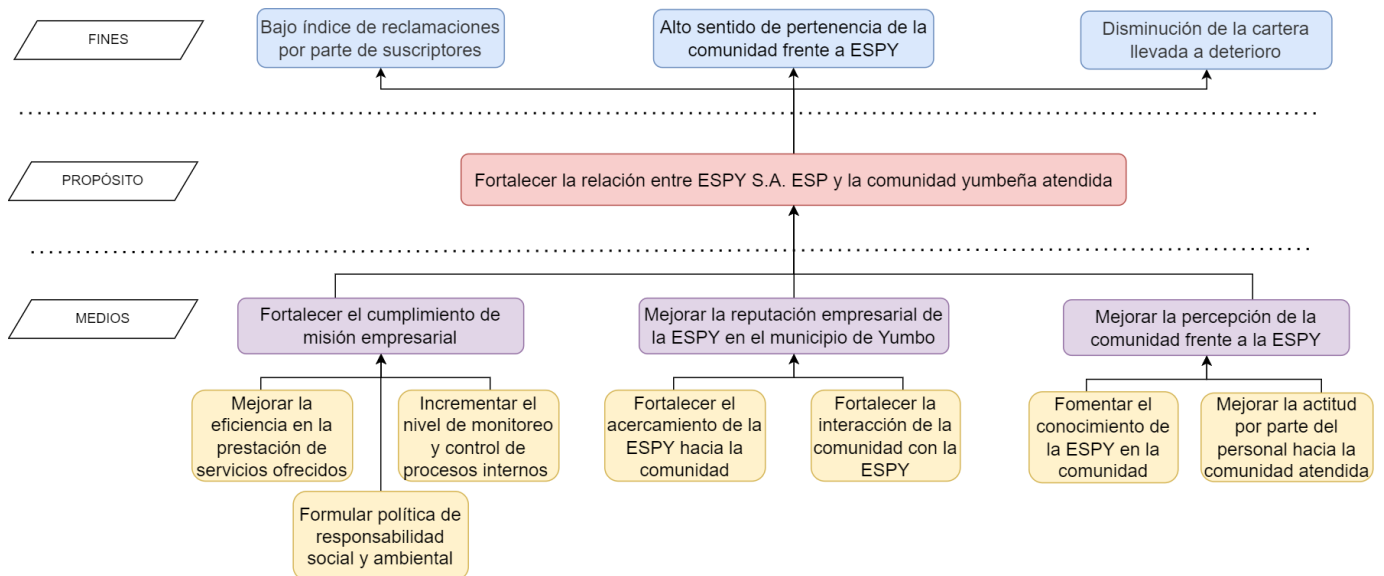 FINES
Bajo índice de reclamaciones
por parte de suscriptores
Alto sentido de pertenencia de la
comunidad frente a ESPY
Disminución de la cartera
llevada a deterioro
PROPÓSITO
Fortalecer la relación entre ESPY S.A. ESP y la comunidad yumbeña atendida
MEDIOS
Fortalecer el cumplimiento de
misión empresarial
Mejorar la reputación empresarial de
la ESPY en el municipio de Yumbo
Mejorar la percepción de la
comunidad frente a la ESPY
Mejorar la
eficiencia en la
prestación de
servicios ofrecidos
Incrementar el
nivel de monitoreo
y control de
procesos internos
Fortalecer el
acercamiento de la
ESPY hacia la
comunidad
Fortalecer la
interacción de la
comunidad con la
ESPY
Fomentar el
conocimiento de
la ESPY en la
comunidad
Mejorar la actitud
por parte del
personal hacia la
comunidad atendida
Formular política de
responsabilidad
social y ambiental